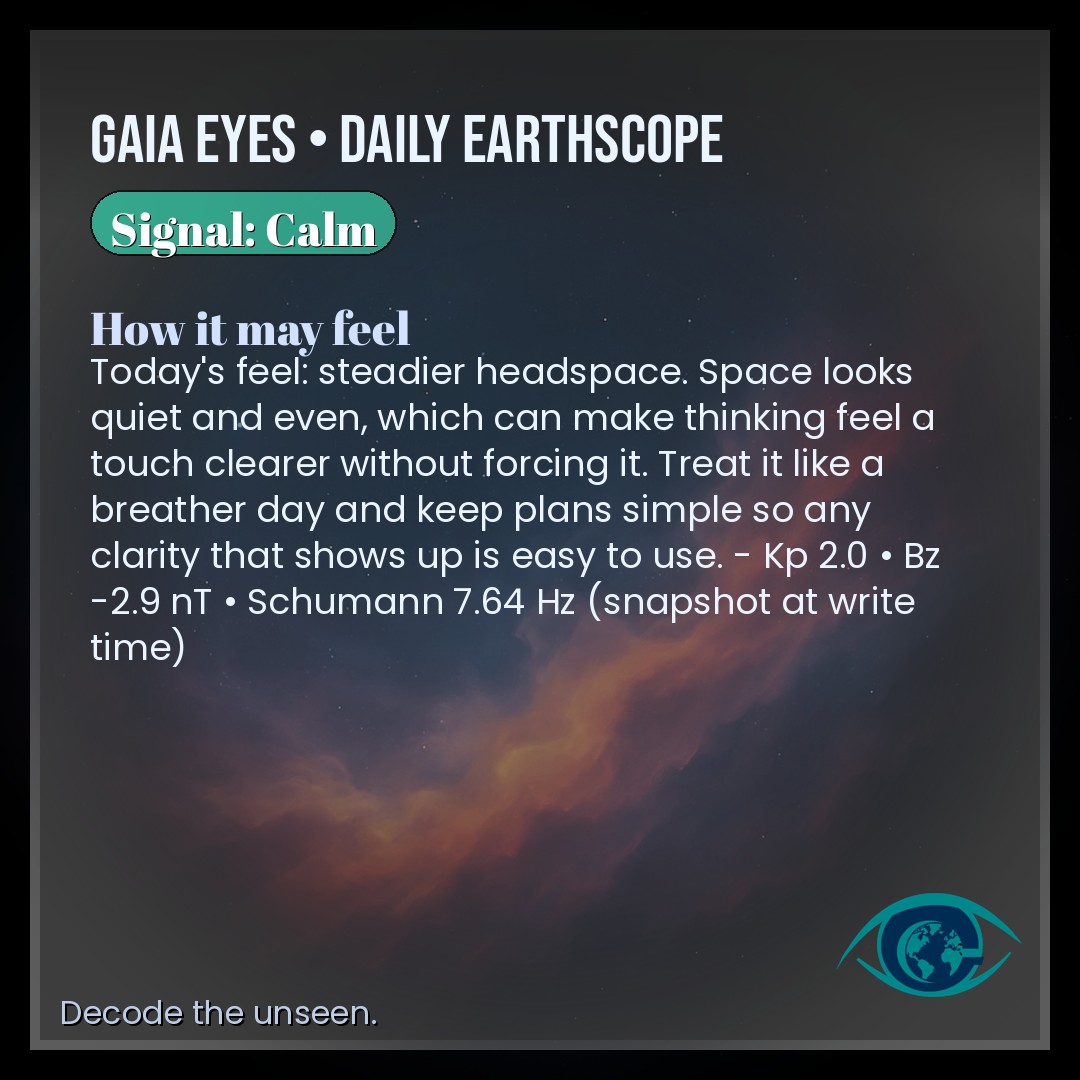 GAIA EYES • DAILY EARTHSCOPE
Signal: Calm
How it may feel
Today's feel: steadier headspace. Space looks
quiet and even, which can make thinking feel a
touch clearer without forcing it. Treat it like a
breather day and keep plans simple so any
clarity that shows up is easy to use. - Kp 2.0 • Bz
−2.9 nT • Schumann 7.64 Hz (snapshot at write
time)
Decode the unseen.